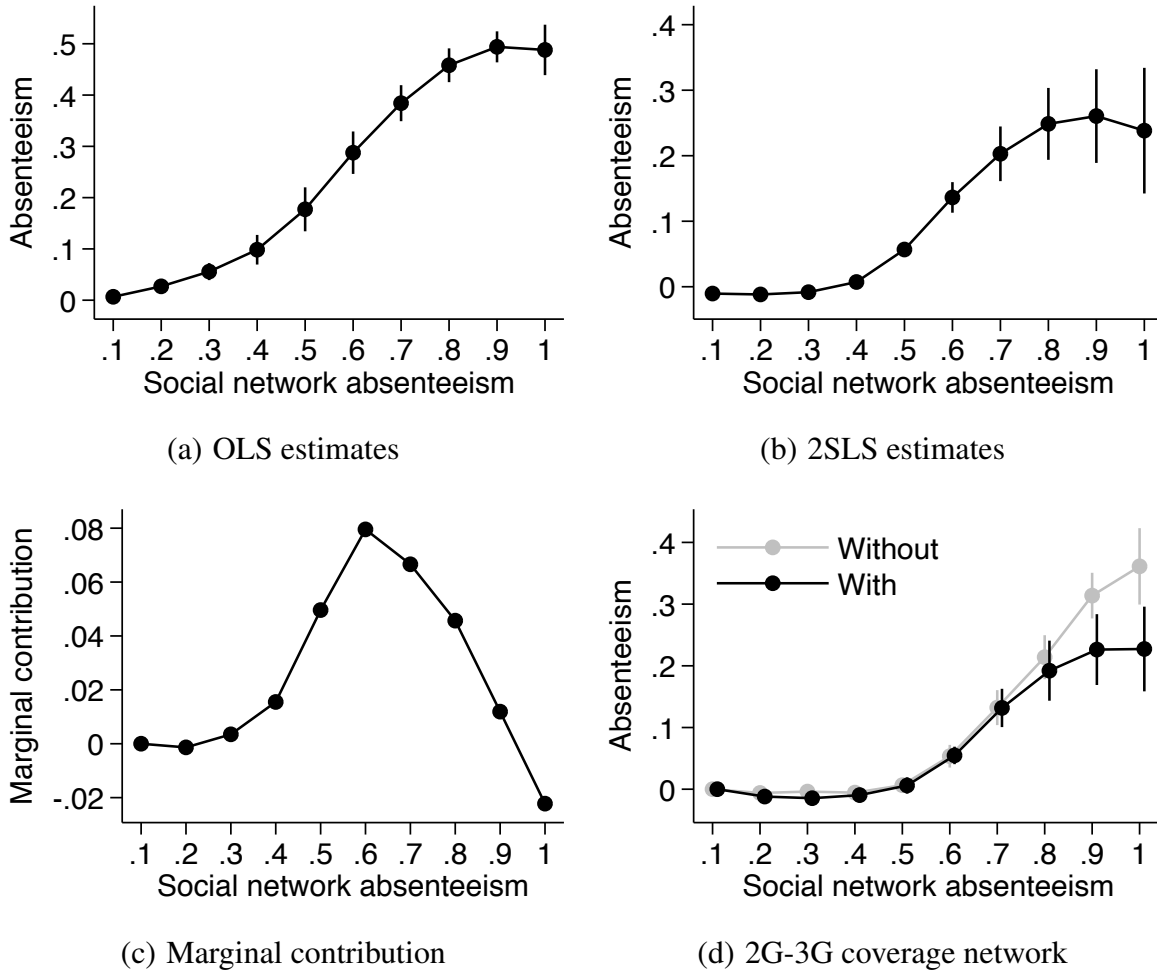 Absenteeism
.5
.4
.3
.2
.1
0
.1 .2 .3 .4 .5 .6 .7 .8 .9 1
Social network absenteeism
(a) OLS estimates
Absenteeism
.4
.3
.2
.1
0
.1 .2 .3 .4 .5 .6 .7 .8 .9 1
Social network absenteeism
(b) 2SLS estimates
Marginal contribution
.08
.06
.04
.02
0
-.02
.1 .2 .3 .4 .5 .6 .7 .8 .9 1
Social network absenteeism
(c) Marginal contribution
Absenteeism
.4
.3
.2
.1
0
Without
With
.1 .2 .3 .4 .5 .6 .7 .8 .9 1
Social network absenteeism
(d) 2G-3G coverage network